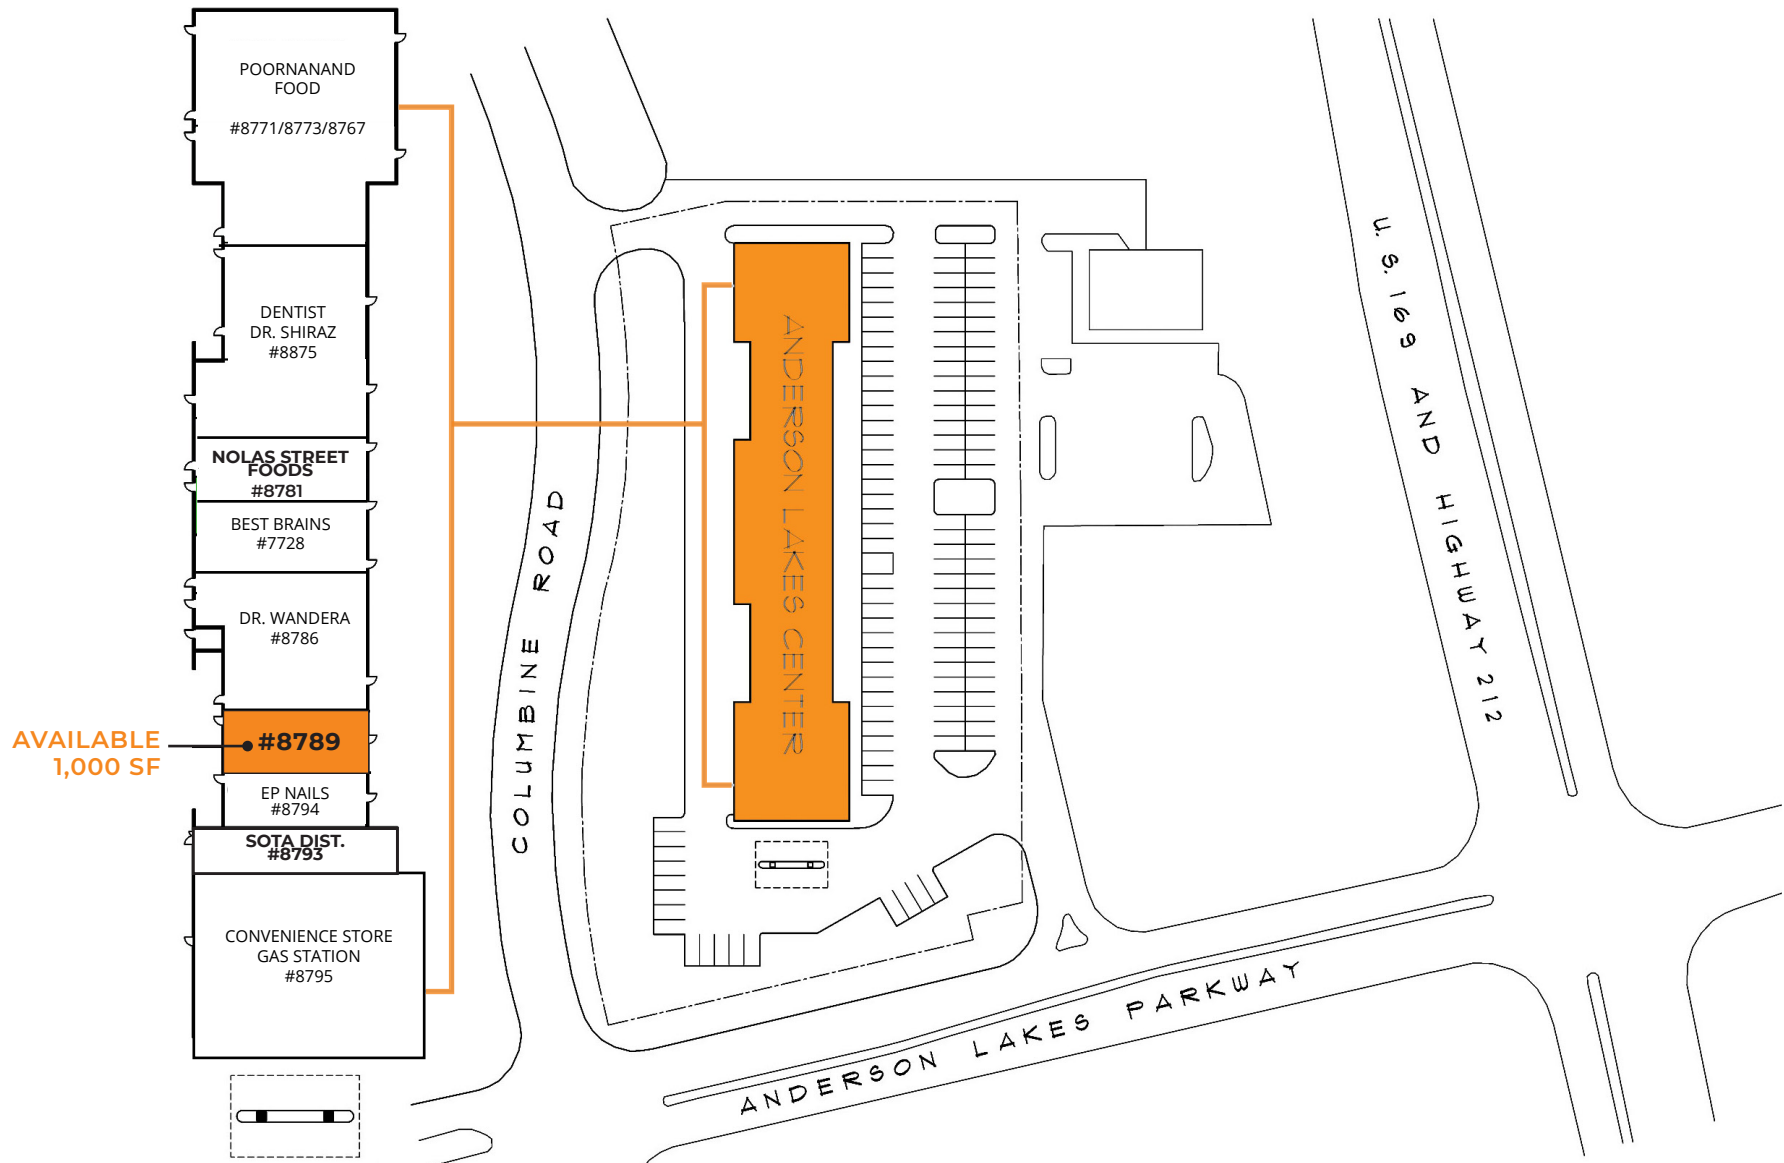 POORNANAND
FOOD
#8771/8773/8767
DENTIST
DR. SHIRAZ
#8875
NOLAS STREET
FOODS
#8781
BEST BRAINS
#7728
DR. WANDERA
#8786
AVAILABLE
1,000 SF
#8789
EP NAILS
#8794
SOTA DIST.
#8793
CONVENIENCE STORE
GAS STATION
#8795
COLUMBINE ROAD
ANDERSON LAKES CENTER
U.S. 169 AND HIGHWAY 212
ANDERSON LAKES PARKWAY